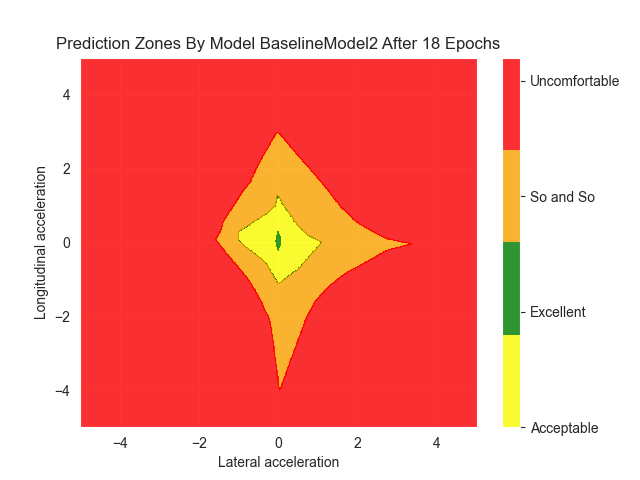 Prediction Zones By Model BaselineModel2 After 18 Epochs
4
2
0
−2
−4
Longitudinal acceleration
−4
−2
0
2
4
Lateral acceleration
Uncomfortable
So and So
Excellent
Acceptable